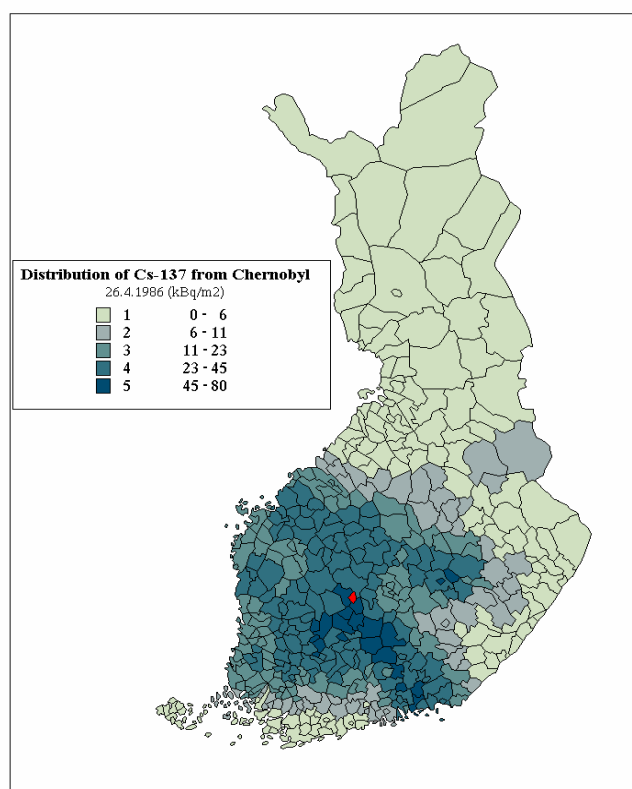 Distribution of Cs-137 from Chernobyl
26.4.1986 (kBq/m2)
1 0 - 6
2 6 - 11
3 11 - 23
4 23 - 45
5 45 - 80